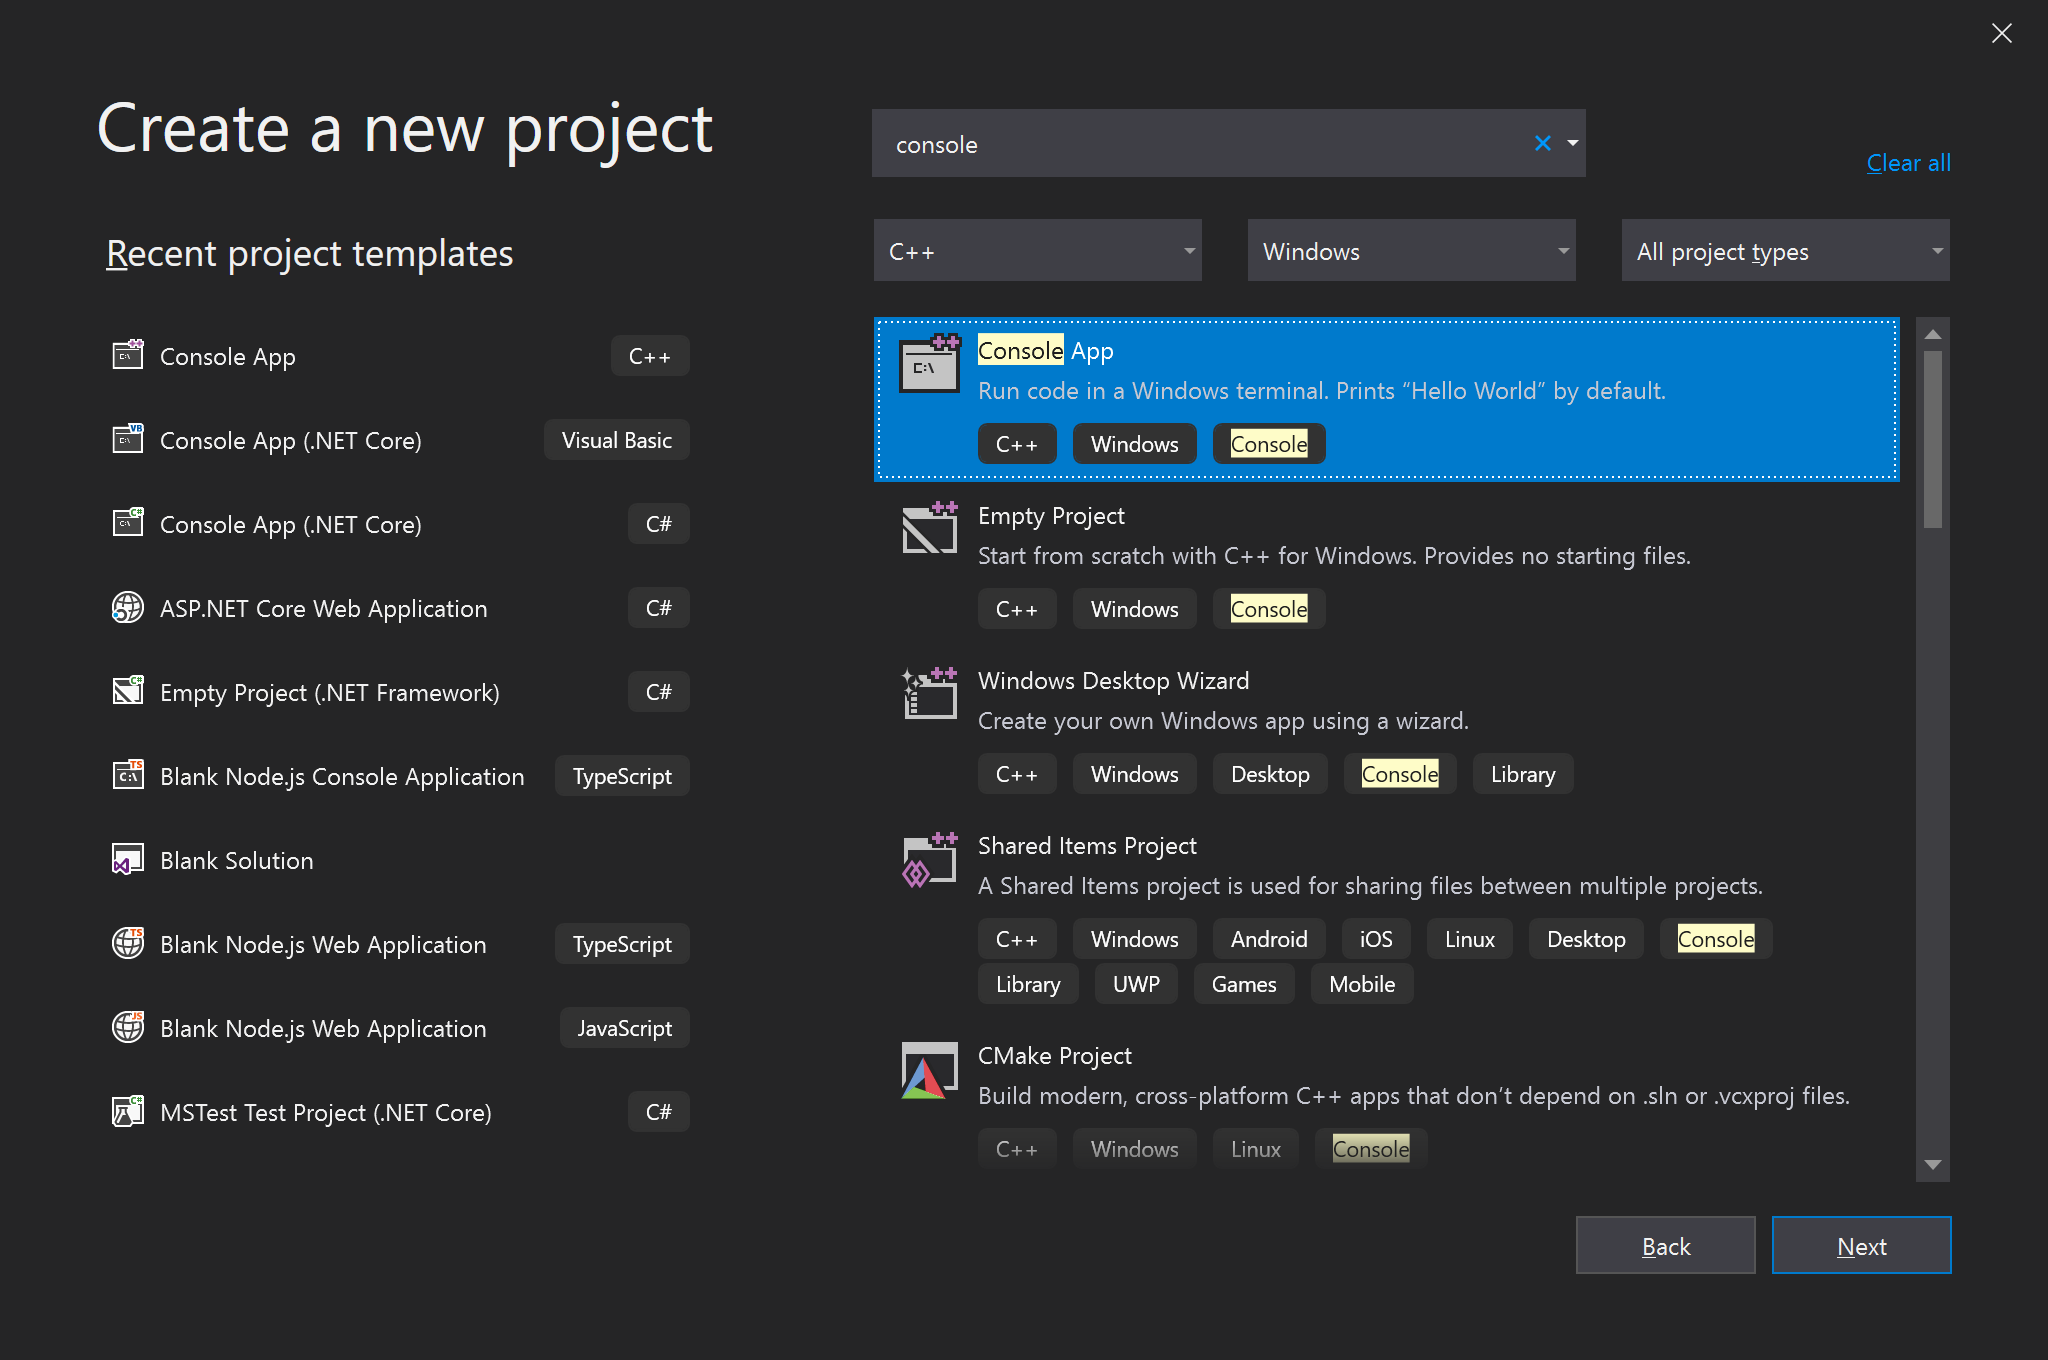 Create a new project
Recent project templates
Console App C++
Console App (.NET Core) Visual Basic
Console App (.NET Core) C#
ASP.NET Core Web Application C#
Empty Project (.NET Framework) C#
Blank Node.js Console Application TypeScript
Blank Solution
Blank Node.js Web Application TypeScript
Blank Node.js Web Application JavaScript
MSTest Test Project (.NET Core) C#
console
Clear all
C++ Windows All project types
Console App
Run code in a Windows terminal. Prints “Hello World” by default.
C++ Windows Console
Empty Project
Start from scratch with C++ for Windows. Provides no starting files.
C++ Windows Console
Windows Desktop Wizard
Create your own Windows app using a wizard.
C++ Windows Desktop Console Library
Shared Items Project
A Shared Items project is used for sharing files between multiple projects.
C++ Windows Android iOS Linux Desktop Console
Library UWP Games Mobile
CMake Project
Build modern, cross-platform C++ apps that don’t depend on .sln or .vcxproj files.
C++ Windows Linux Console
Back Next